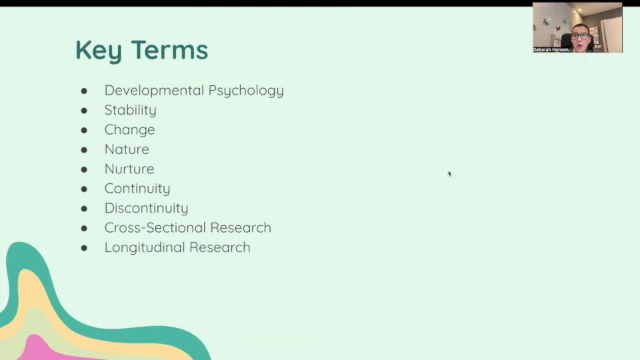 Key Terms
Deborah Hansen
● Developmental Psychology
● Stability
● Change
● Nature
● Nurture
● Continuity
● Discontinuity
● Cross-Sectional Research
● Longitudinal Research